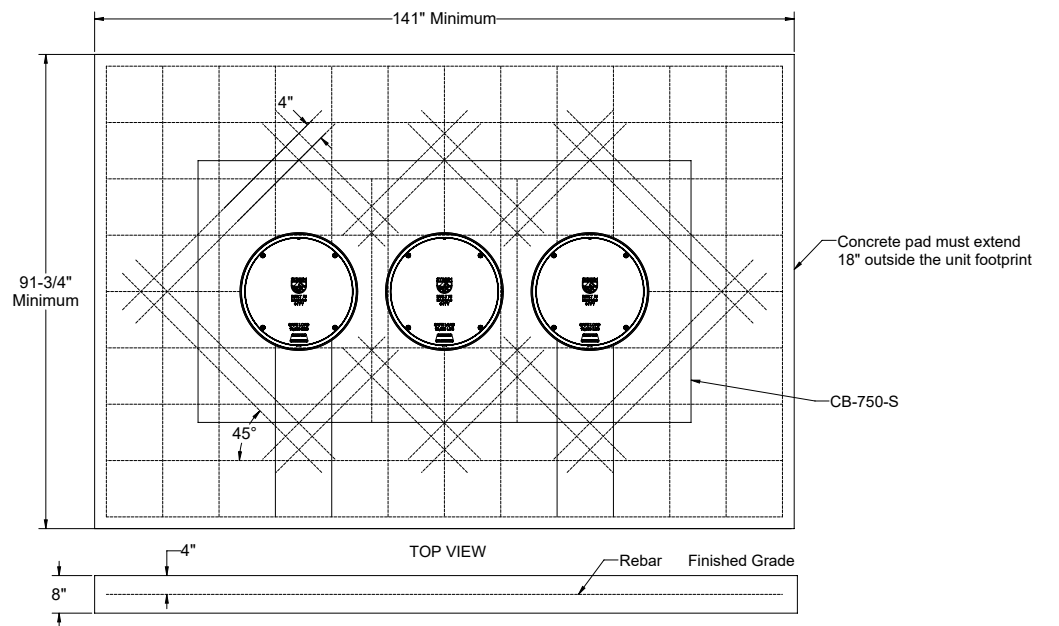 141" Minimum
4"
91-3/4"
Minimum
Concrete pad must extend
18" outside the unit footprint
CB-750-S
45°
TOP VIEW
4"
Rebar
Finished Grade
8"